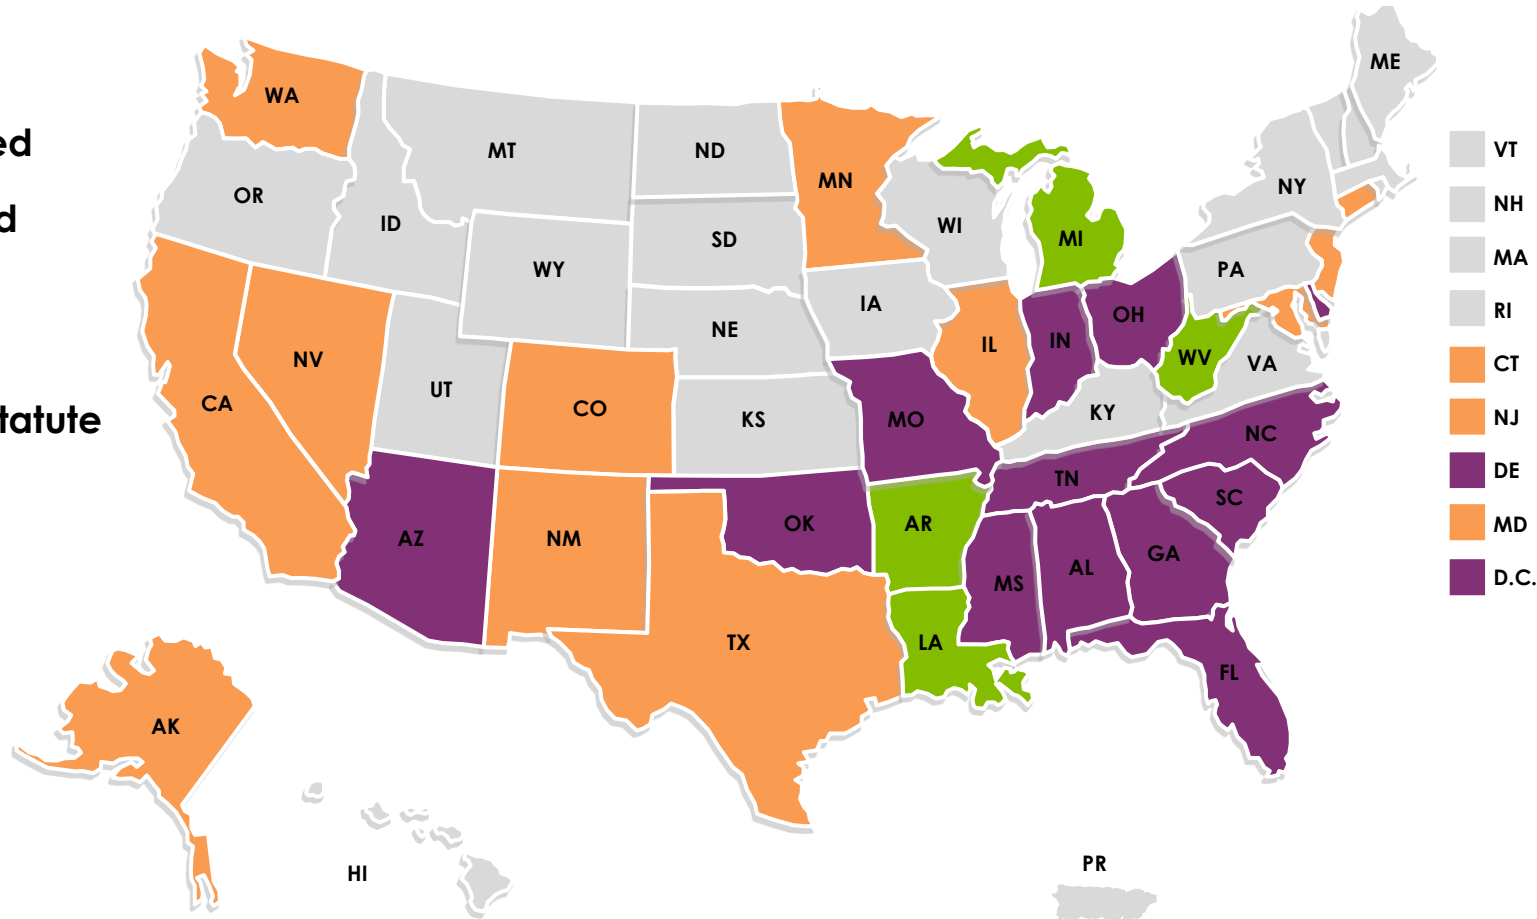 ME
WA
ed
MT
ND
VT
MN
OR
NY
NH
d
ID
WI
SD
MI
MA
WY
PA
IA
OH
RI
NE
NV
IL
IN
WV
VA
CT
UT
CA
CO
KY
NJ
tatute
KS
MO
NC
DE
TN
SC
AZ
NM
OK
AR
MD
GA
AL
MS
D.C.
TX
LA
FL
AK
HI
PR